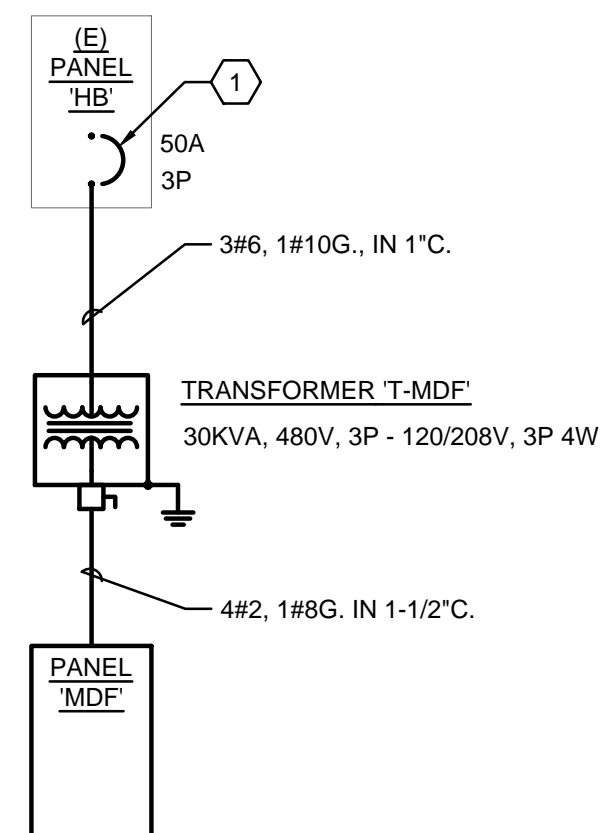 (E)
PANEL
'HB'
1
50A
3P
3#6, 1#10G., IN 1"C.
TRANSFORMER 'T-MDF'
30KVA, 480V, 3P - 120/208V, 3P 4W
4#2, 1#8G. IN 1-1/2"C.
PANEL
'MDF'